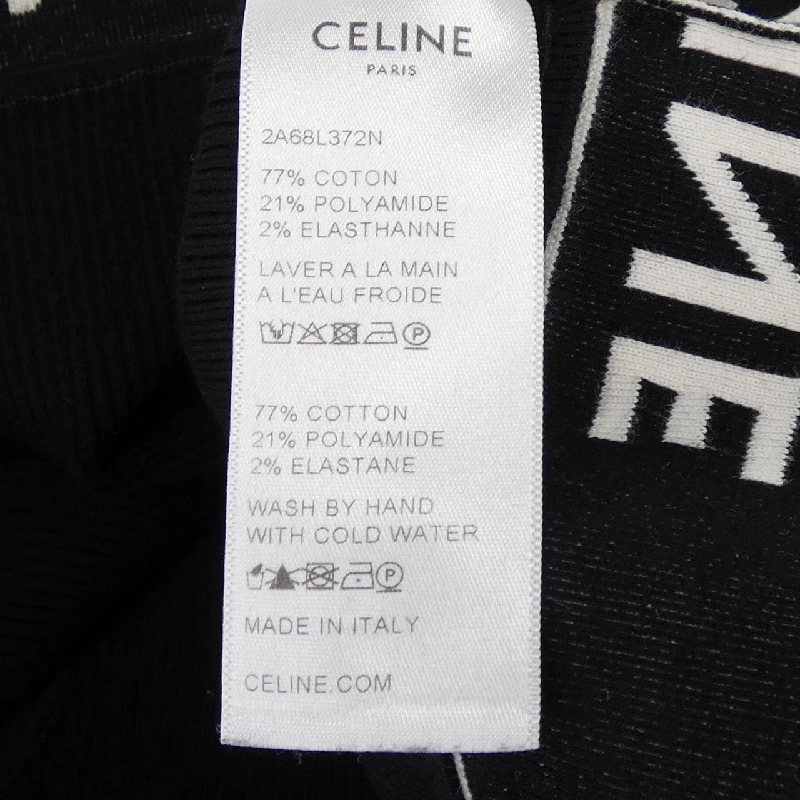 CELINE
PARIS
2A68L372N
77% COTON
21% POLYAMIDE
2% ELASTHANNE
LAVER A LA MAIN
A L'EAU FROIDE
P
77% COTTON
21% POLYAMIDE
2% ELASTANE
WASH BY HAND
WITH COLD WATER
P
MADE IN ITALY
CELINE.COM
INE